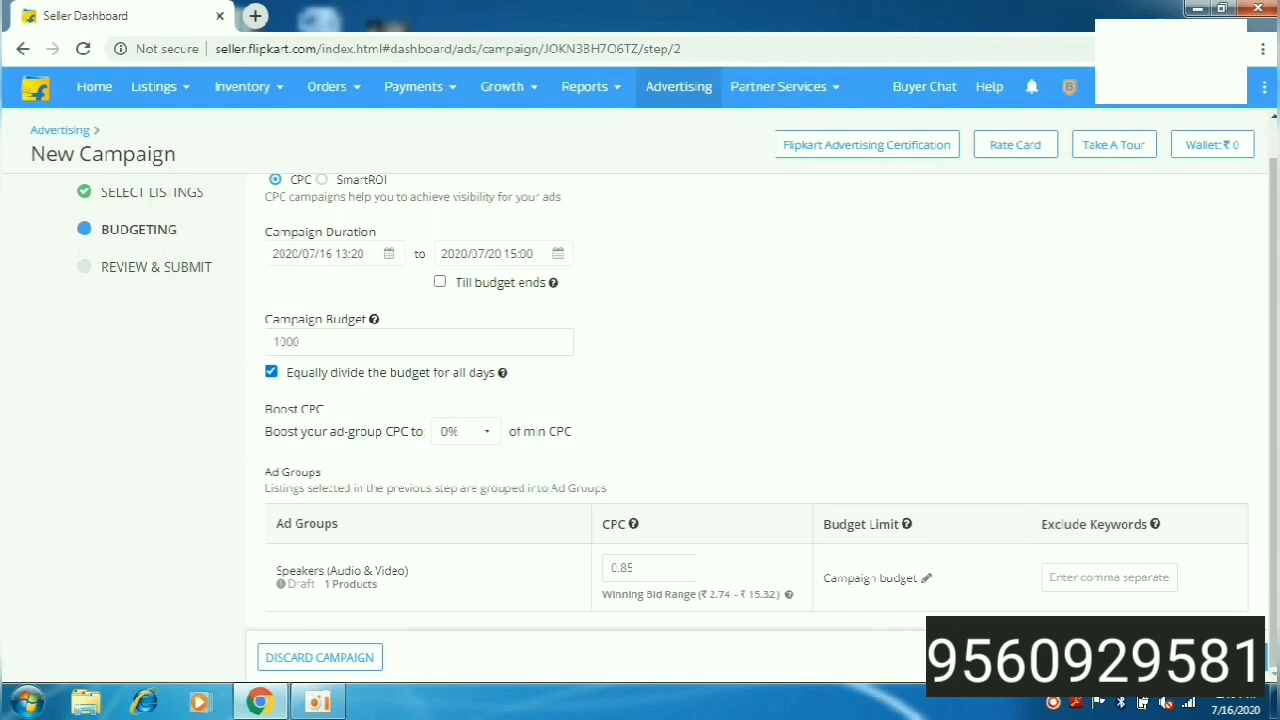 Seller Dashboard
Not secure seller.flipkart.com/index.html#dashboard/ads/campaign/JOKN3BH7O6TZ/step/2
Home Listings Inventory Orders Payments Growth Reports Advertising Partner Services Buyer Chat Help
Advertising >
New Campaign
Flipkart Advertising Certification Rate Card Take A Tour Wallet: ₹ 0
SELECT LISTINGS
BUDGETING
REVIEW & SUBMIT
CPC SmartROI
CPC campaigns help you to achieve visibility for your ads
Campaign Duration
2020/07/16 13:20 to 2020/07/20 15:00
Till budget ends
Campaign Budget
1000
Equally divide the budget for all days
Boost CPC
Boost your ad-group CPC to: 0% of min CPC
Ad Groups
Listings selected in the previous step are grouped into Ad Groups
Ad Groups CPC Budget Limit Exclude Keywords
Speakers (Audio & Video)
Draft 1 Products
0.85
Winning Bid Range (₹ 2.74 - ₹ 15.32)
Campaign budget
Enter comma separate
DISCARD CAMPAIGN
9560929581
7/16/2020